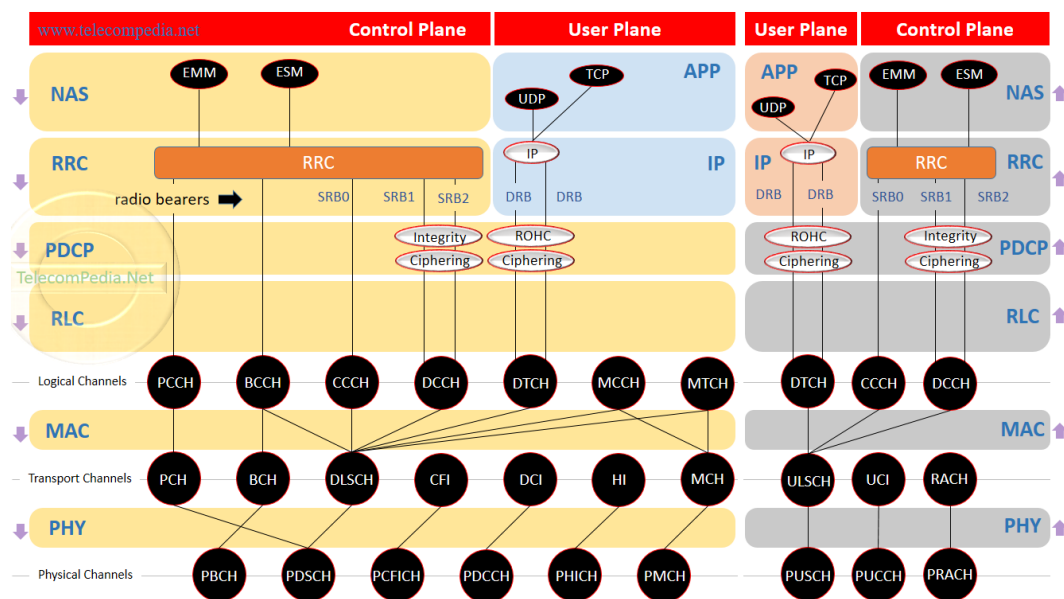 www.telecompedia.net Control Plane User Plane User Plane Control Plane
NAS EMM ESM UDP TCP APP APP UDP TCP EMM ESM NAS
RRC RRC IP IP IP IP RRC RRC
radio bearers SRB0 SRB1 SRB2 DRB DRB DRB DRB SRB0 SRB1 SRB2
PDCP Integrity ROHC ROHC Integrity PDCP
Ciphering Ciphering Ciphering Ciphering
TelecomPedia.Net
RLC RLC
Logical Channels PCCH BCCH CCCH DCCH DTCH MCCH MTCH DTCH CCCH DCCH
MAC MAC
Transport Channels PCH BCH DLSCH CFI DCI HI MCH ULSCH UCI RACH
PHY PHY
Physical Channels PBCH PDSCH PCFICH PDCCH PHICH PMCH PUSCH PUCCH PRACH